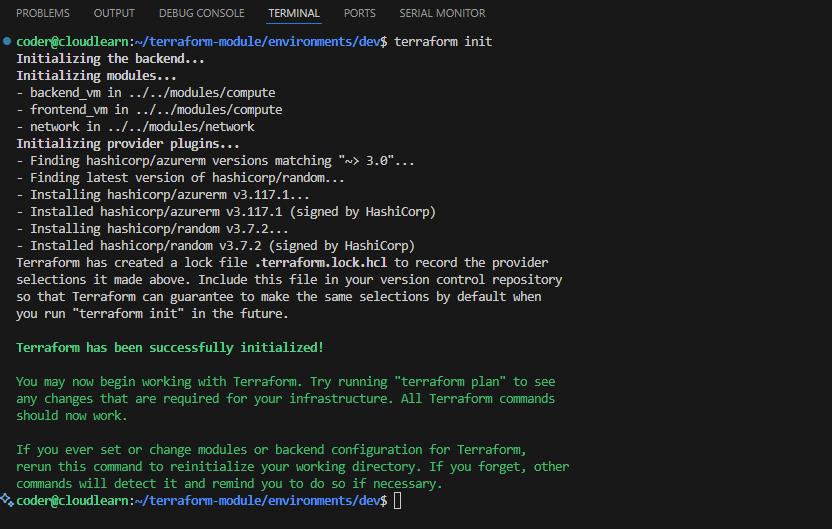 PROBLEMS OUTPUT DEBUG CONSOLE TERMINAL PORTS SERIAL MONITOR
coder@cloudlearn:~/terraform-module/environments/dev$ terraform init
Initializing the backend...
Initializing modules...
- backend_vm in ../../modules/compute
- frontend_vm in ../../modules/compute
- network in ../../modules/network
Initializing provider plugins...
- Finding hashicorp/azurerm versions matching "~> 3.0"...
- Finding latest version of hashicorp/random...
- Installing hashicorp/azurerm v3.117.1...
- Installed hashicorp/azurerm v3.117.1 (signed by HashiCorp)
- Installing hashicorp/random v3.7.2...
- Installed hashicorp/random v3.7.2 (signed by HashiCorp)
Terraform has created a lock file .terraform.lock.hcl to record the provider
selections it made above. Include this file in your version control repository
so that Terraform can guarantee to make the same selections by default when
you run "terraform init" in the future.
Terraform has been successfully initialized!
You may now begin working with Terraform. Try running "terraform plan" to see
any changes that are required for your infrastructure. All Terraform commands
should now work.
If you ever set or change modules or backend configuration for Terraform,
rerun this command to reinitialize your working directory. If you forget, other
commands will detect it and remind you to do so if necessary.
coder@cloudlearn:~/terraform-module/environments/dev$